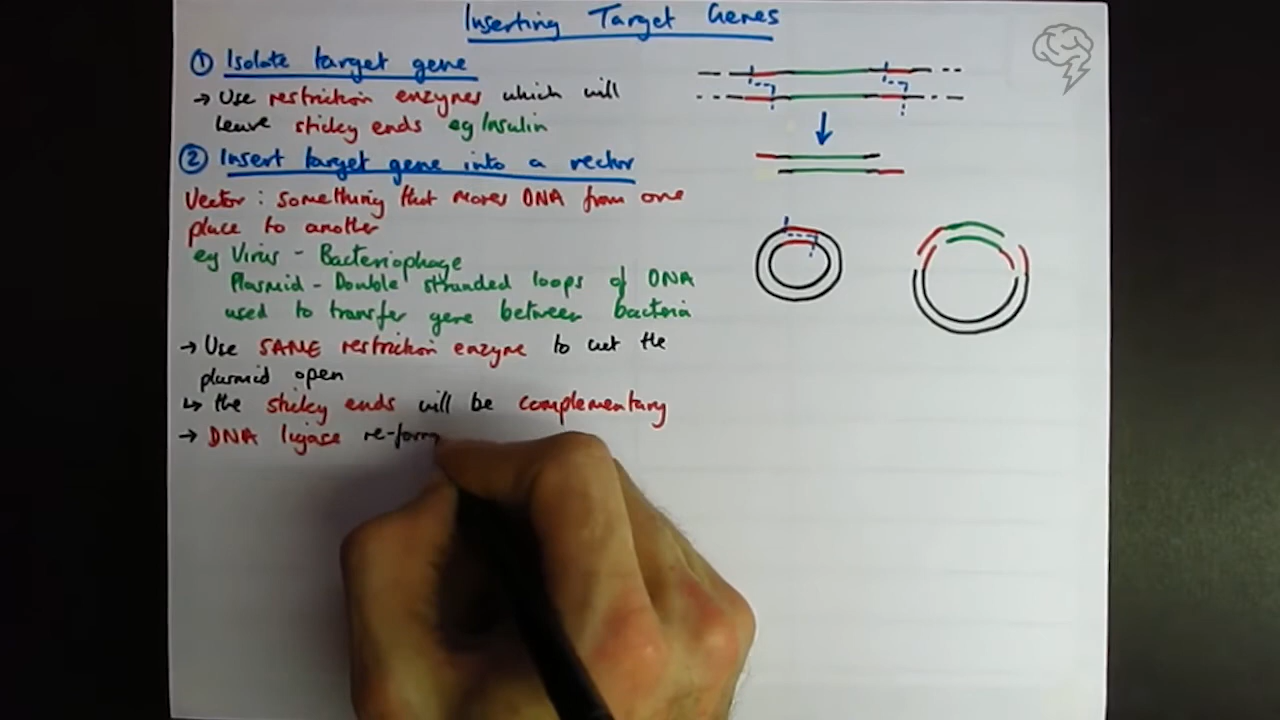 Inserting Target Genes
① Isolate target gene
→ Use restriction enzymes which will
leave sticky ends eg Insulin
② Insert target gene into a vector
Vector : Something that moves DNA from one
place to another
eg Virus - Bacteriophage
Plasmid - Double stranded loops of DNA
used to transfer gene between bacteria
→ Use SAME restriction enzyme to cut the
plasmid open
↳ the sticky ends will be complementary
→ DNA ligase re-form